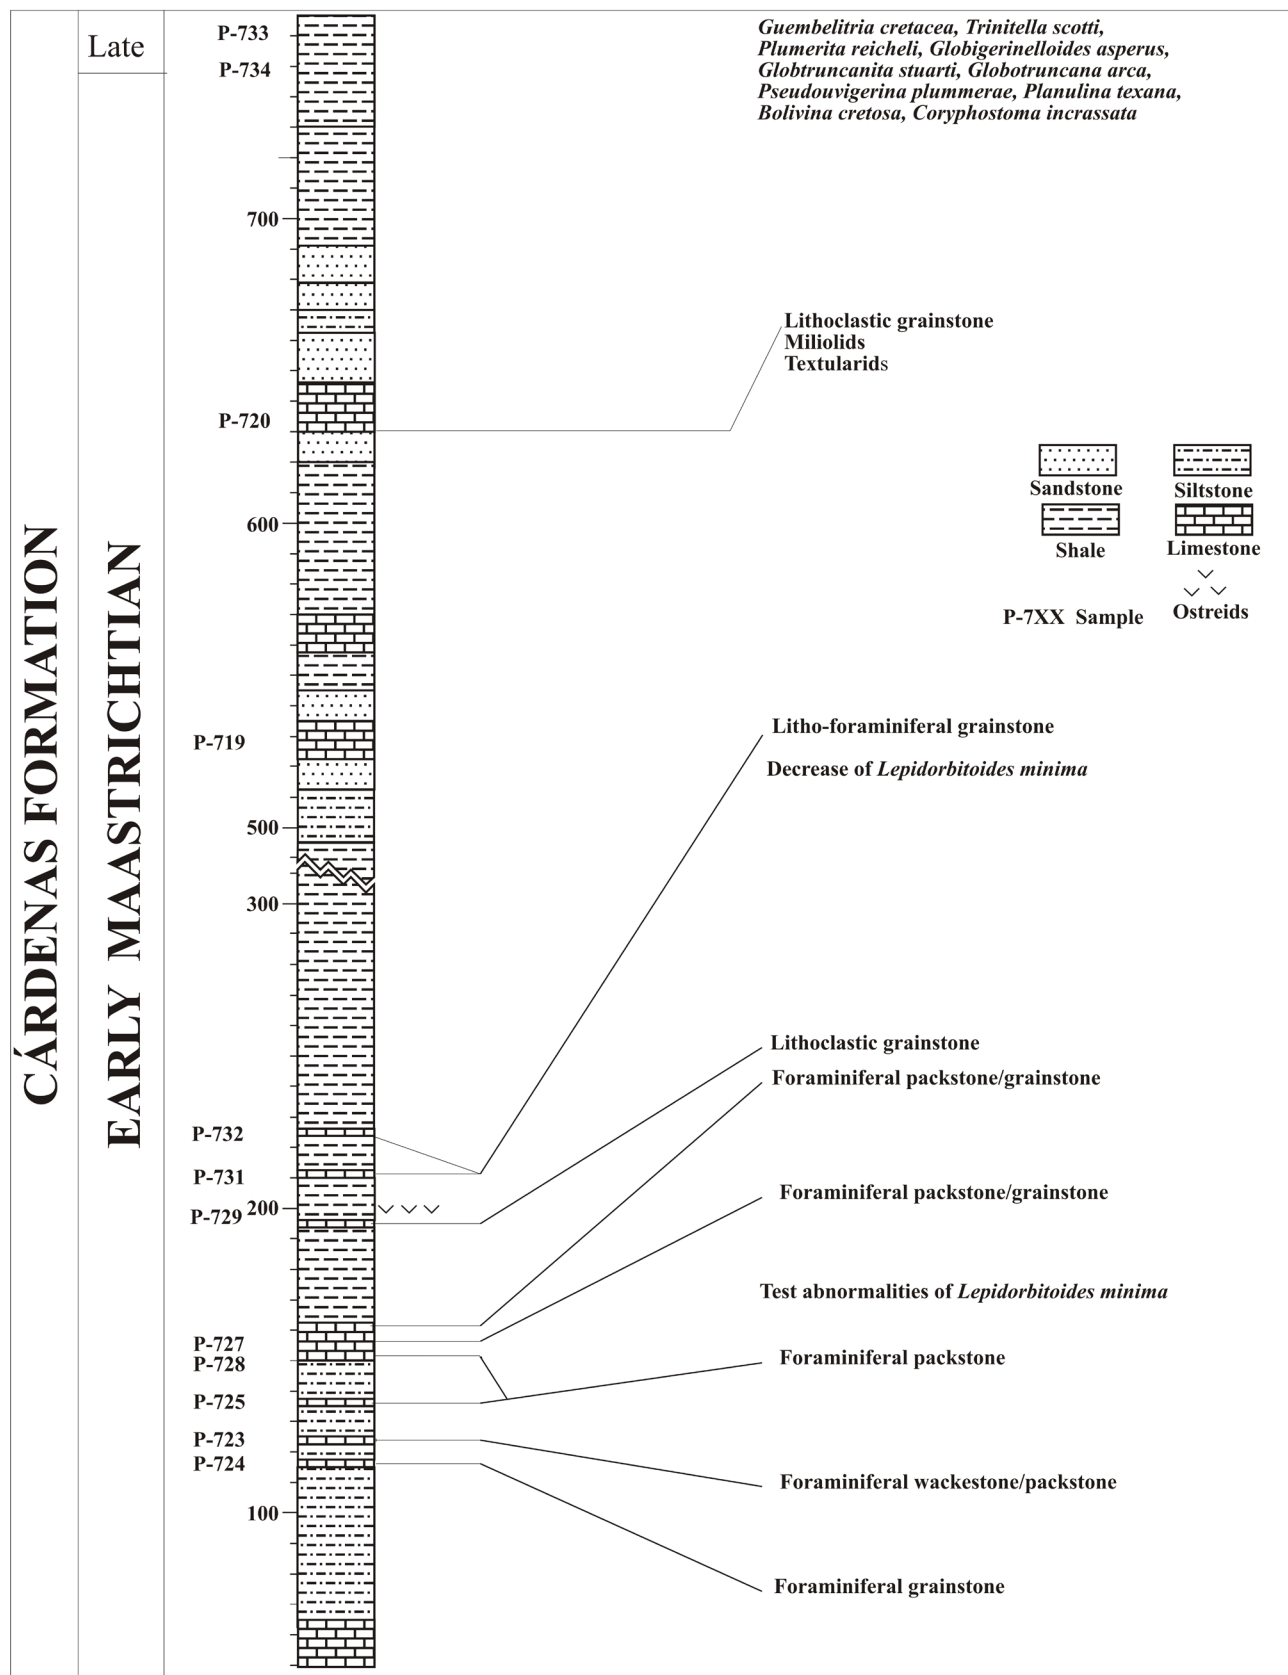 CÁRDENAS FORMATION
Late
EARLY MAASTRICHTIAN
P-733
P-734
700
P-720
600
P-719
500
300
P-732
P-731
P-729
200
P-727
P-728
P-725
P-723
P-724
100
Guembelitria cretacea, Trinitella scotti,
Plumerita reicheli, Globigerinelloides asperus,
Globtruncanita stuarti, Globotruncana arca,
Pseudouvigerina plummerae, Planulina texana,
Bolivina cretosa, Coryphostoma incrassata
Lithoclastic grainstone
Miliolids
Textularids
Sandstone
Siltstone
Shale
Limestone
P-7XX Sample
Ostreids
Litho-foraminiferal grainstone
Decrease of Lepidorbitoides minima
Lithoclastic grainstone
Foraminiferal packstone/grainstone
Foraminiferal packstone/grainstone
Test abnormalities of Lepidorbitoides minima
Foraminiferal packstone
Foraminiferal wackestone/packstone
Foraminiferal grainstone